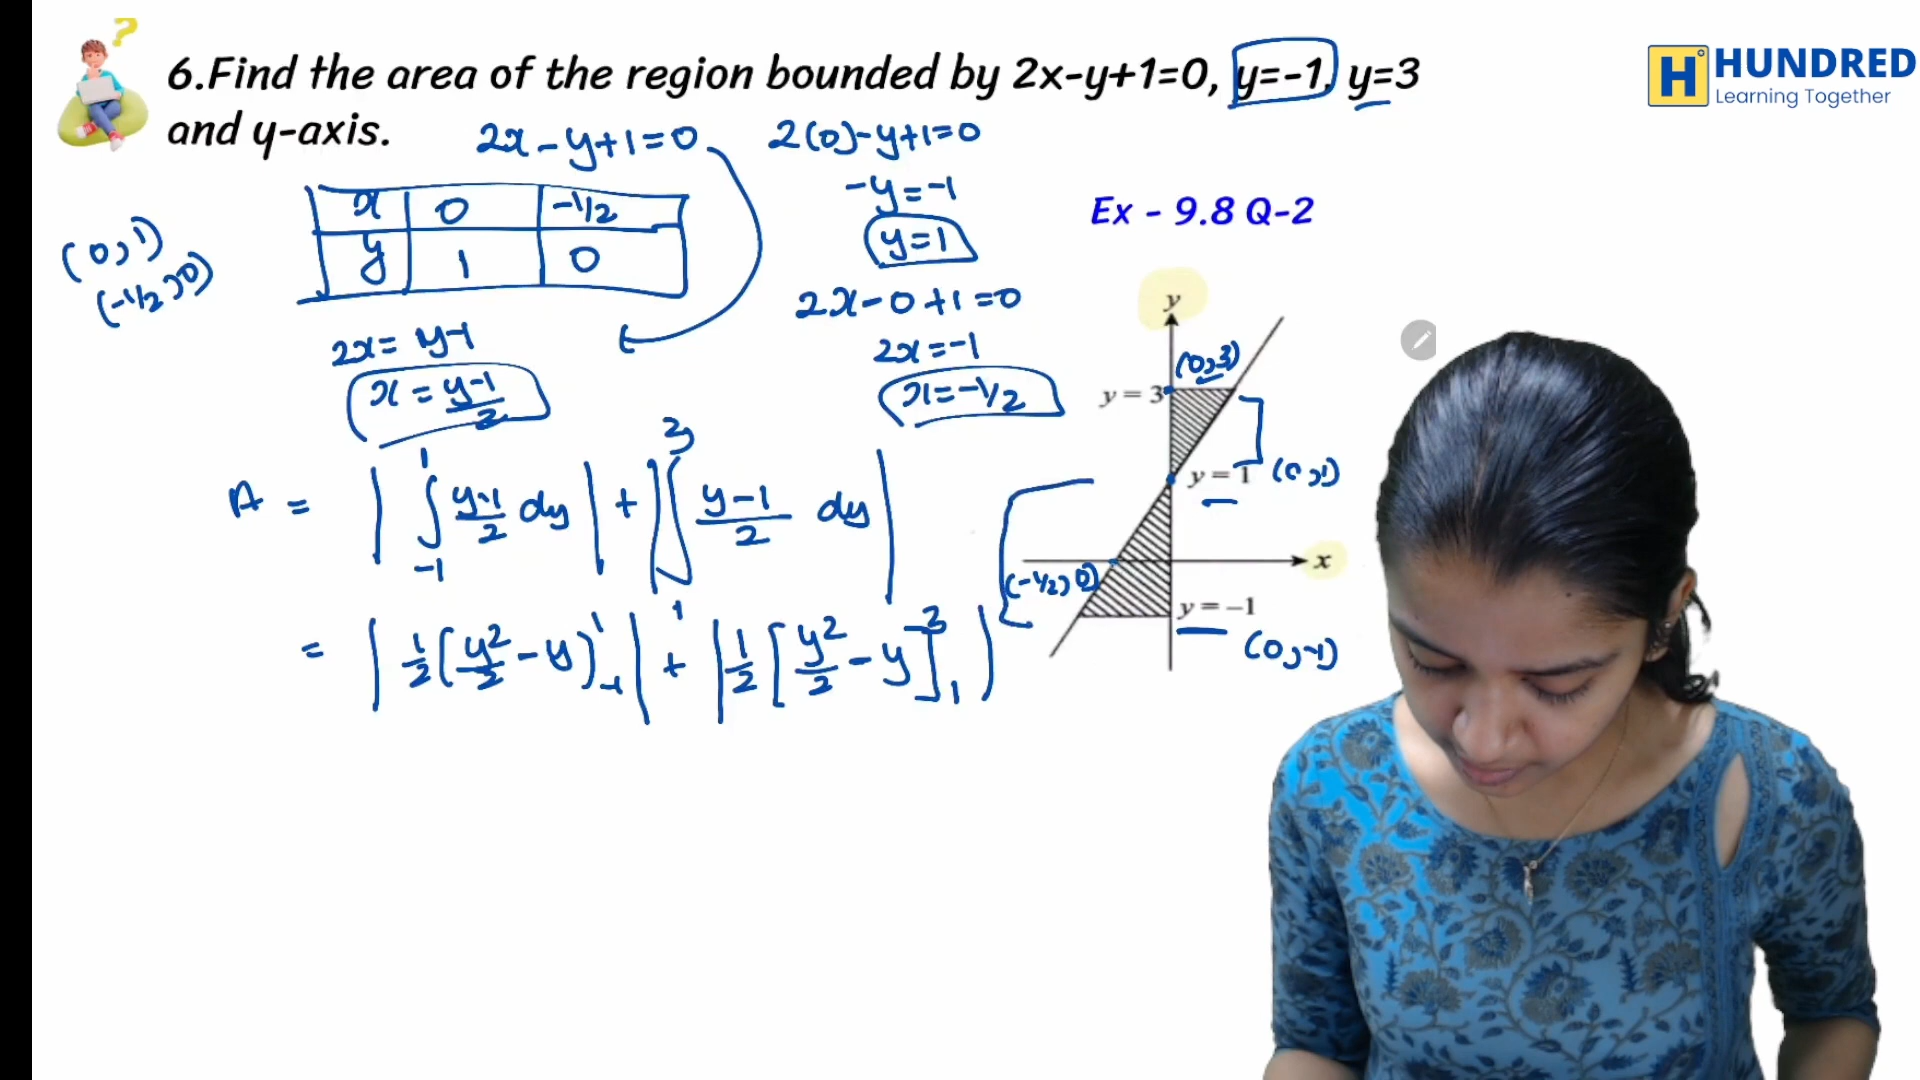 6.Find the area of the region bounded by 2x-y+1=0, y=-1, y=3
and y-axis.
HUNDRED
Learning Together
2x-y+1=0
2(0)-y+1=0
-y=-1
y=1
x 0 -1/2
y 1 0
(0,1)
(-1/2,0)
2x-0+1=0
2x=-1
x=-1/2
2x= y-1
x = y-1/2
Ex - 9.8 Q-2
y
(0,3)
y = 3
y = 1
(0,1)
x
(-1/2,0)
y = -1
(0,-1)
A = | ∫_{-1}^{1} y-1/2 dy | + | ∫_{1}^{3} y-1/2 dy |
= | 1/2 (y²/2 - y)_{-1}^{1} | + | 1/2 [y²/2 - y]_{1}^{3} |